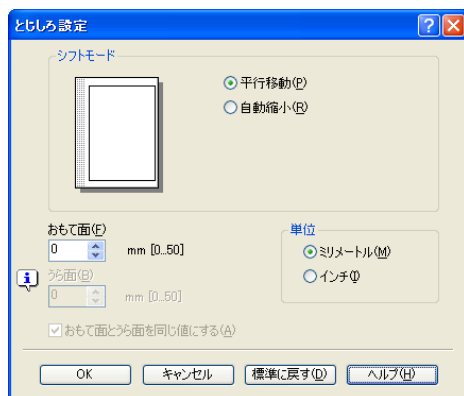 とじしろ設定
シフトモード
平行移動(P)
自動縮小(R)
おもて面(F)
0 mm [0...50]
うら面(B)
0 mm [0...50]
おもて面とうら面を同じ値にする(A)
単位
ミリメートル(M)
インチ(I)
OK キャンセル 標準に戻す(D) ヘルプ(H)